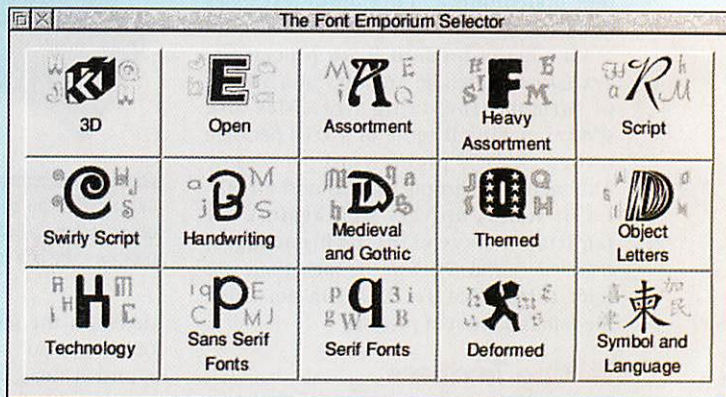 The Font Emporium Selector
3D
Open
Assortment
Heavy
Assortment
Script
Swirly Script
Handwriting
Medieval
and Gothic
Themed
Object
Letters
Technology
Sans Serif
Fonts
Serif Fonts
Deformed
Symbol and
Language